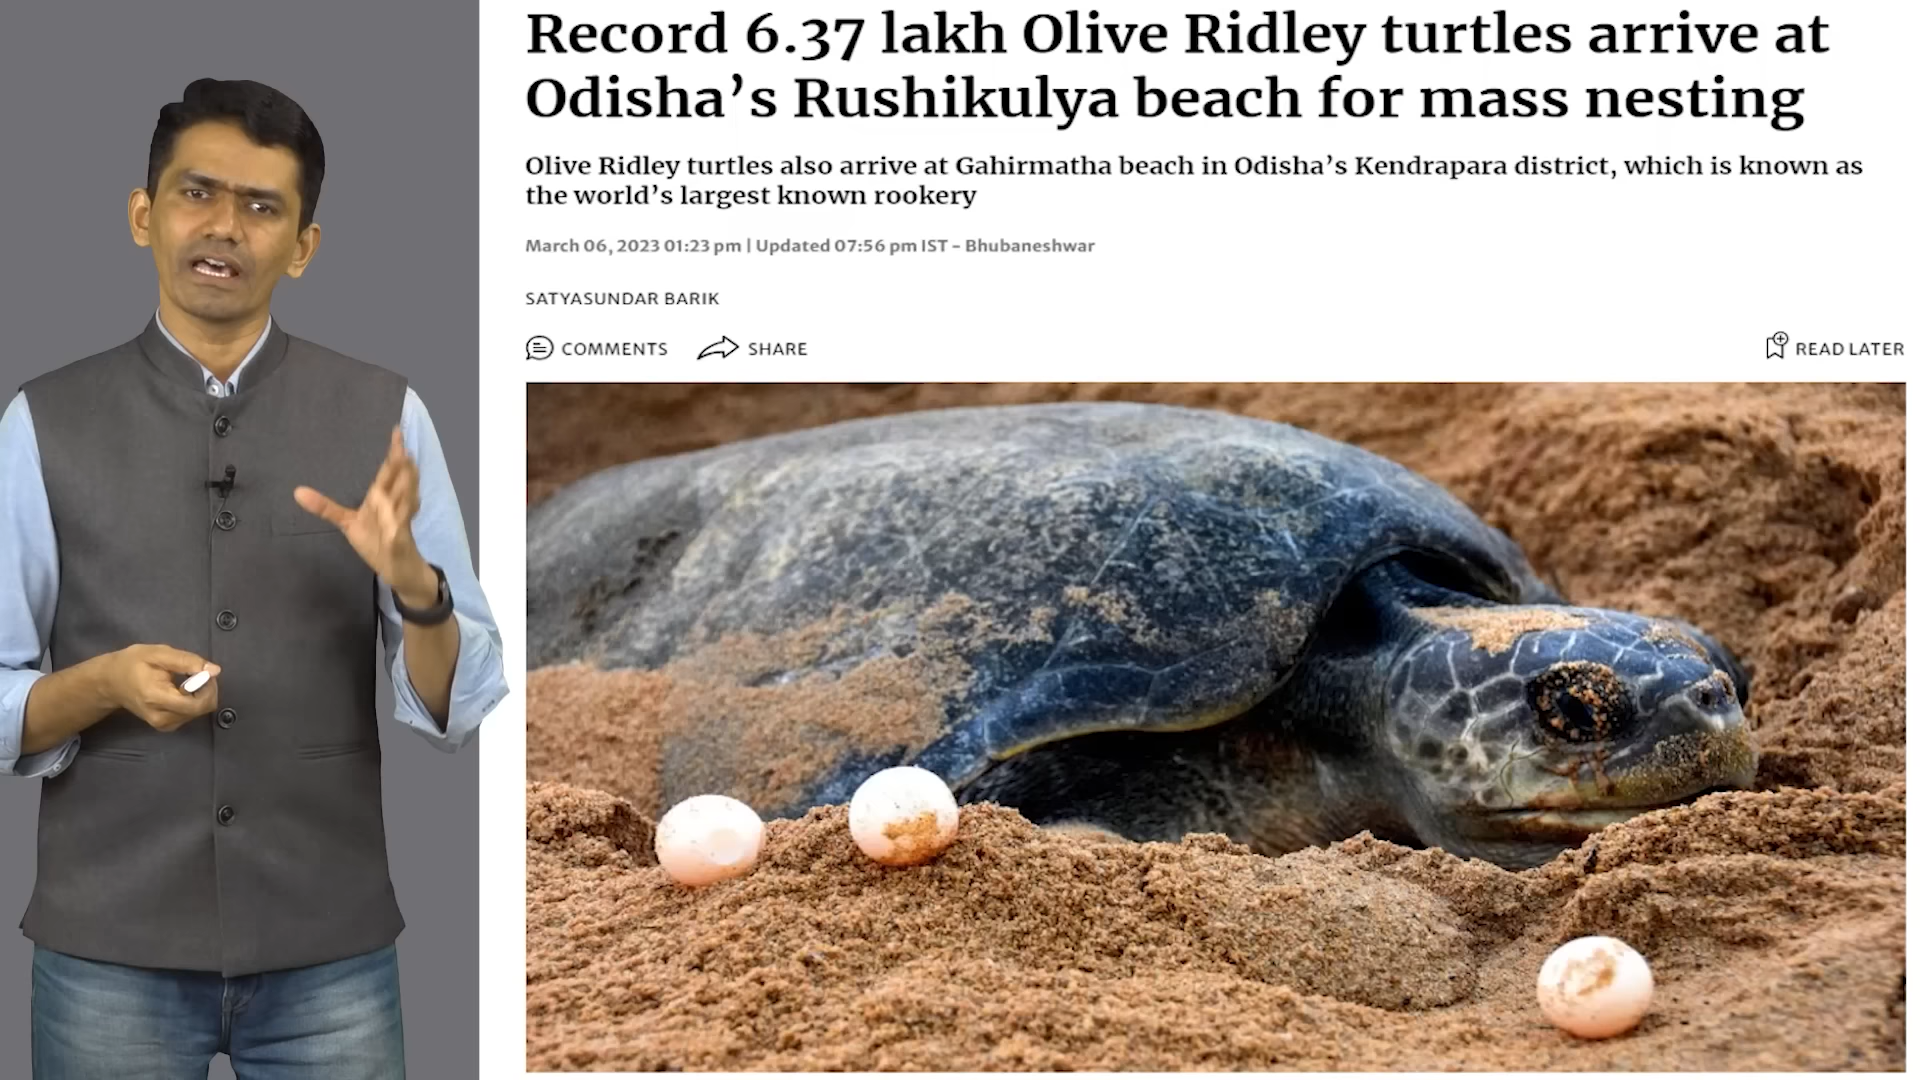 Record 6.37 lakh Olive Ridley turtles arrive at
Odisha’s Rushikulya beach for mass nesting
Olive Ridley turtles also arrive at Gahirmatha beach in Odisha’s Kendrapara district, which is known as
the world’s largest known rookery
March 06, 2023 01:23 pm | Updated 07:56 pm IST - Bhubaneshwar
SATYASUNDAR BARIK
COMMENTS SHARE READ LATER